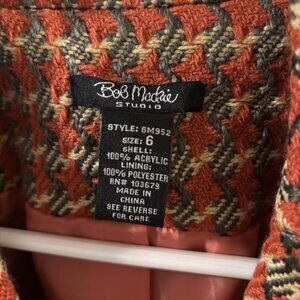 Bob Mackie
STUDIO
STYLE: SM952
SIZE: 6
SHELL:
100% ACRYLIC
LINING:
100% POLYESTER
RN# 103679
MADE IN
CHINA
SEE REVERSE
FOR CARE